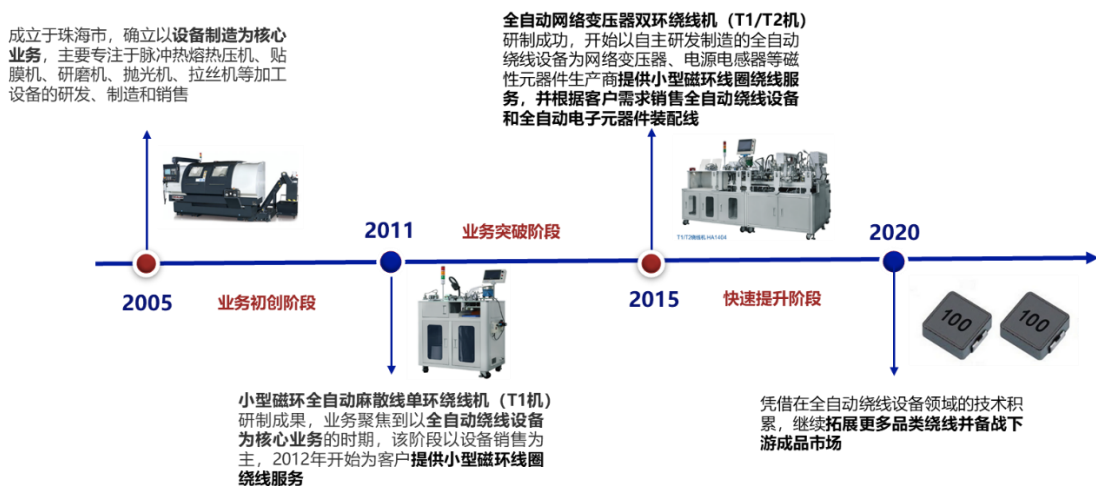 成立于珠海市，确立以设备制造为核心
业务，主要专注于脉冲热熔热压机、贴
膜机、研磨机、抛光机、拉丝机等加工
设备的研发、制造和销售
全自动网络变压器双环绕线机（T1/T2机）
研制成功，开始以自主研发制造的全自动
绕线设备为网络变压器、电源电感器等磁
性元器件生产商提供小型磁环线圈绕线服
务，并根据客户需求销售全自动绕线设备
和全自动电子元器件装配线
T1/T2绕线机 HA1404
2005
业务初创阶段
2011
业务突破阶段
2015
快速提升阶段
2020
100
100
小型磁环全自动麻散线单环绕线机（T1机）
研制成果，业务聚焦到以全自动绕线设备
为核心业务的时期，该阶段以设备销售为
主，2012年开始为客户提供小型磁环线圈
绕线服务
凭借在全自动绕线设备领域的技术积
累，继续拓展更多品类绕线并备战下
游成品市场